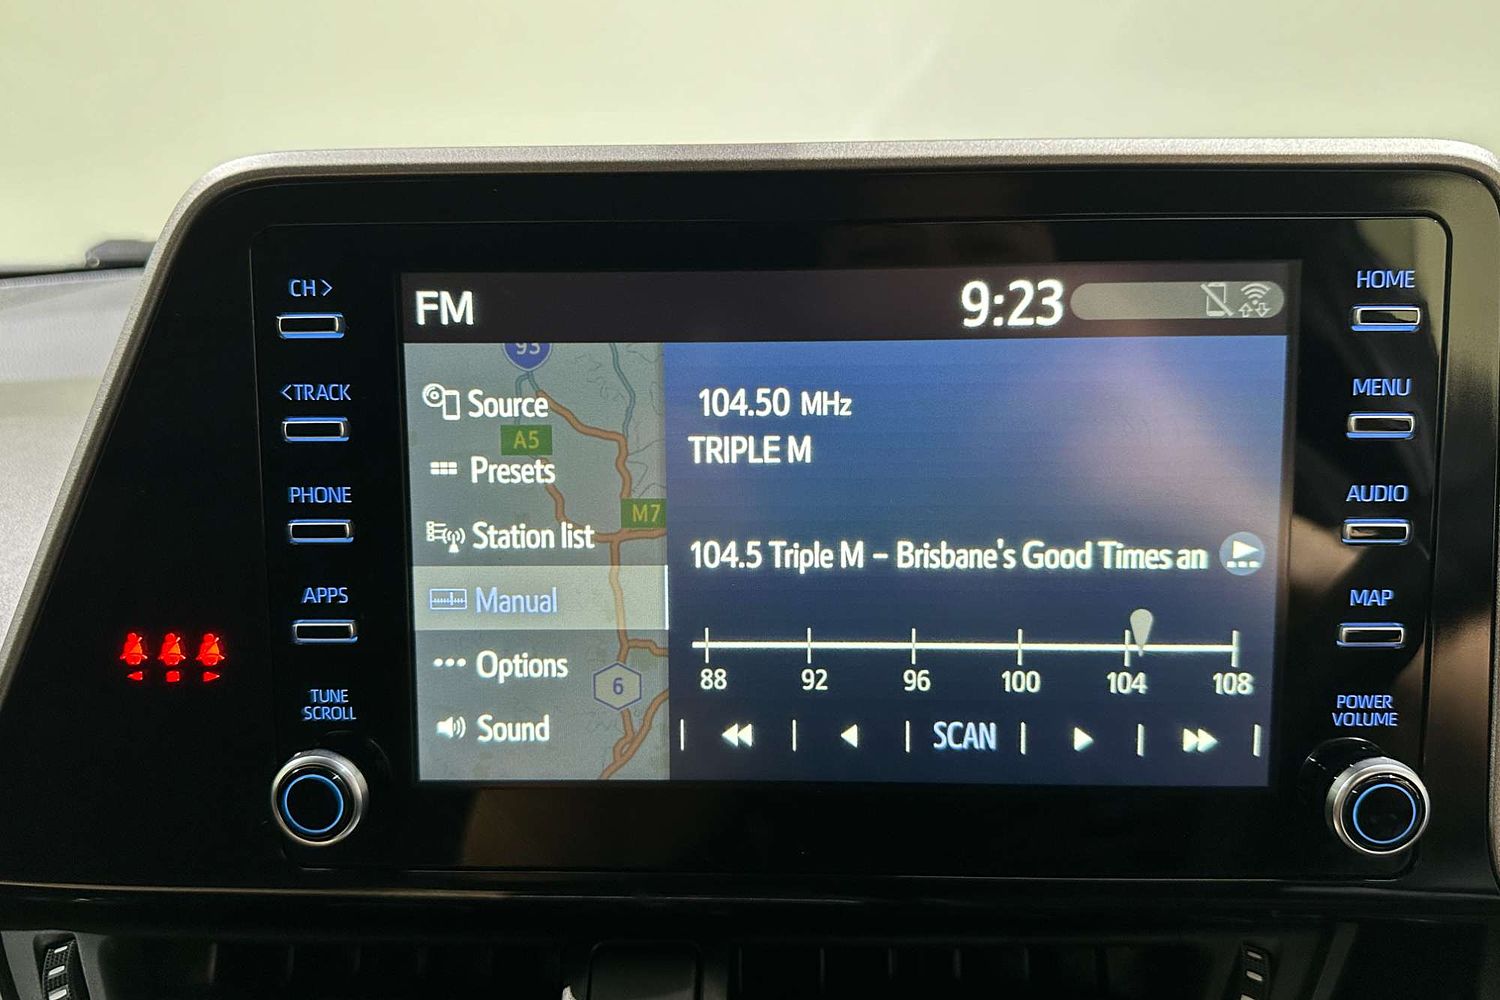 CH >
<TRACK
PHONE
APPS
TUNE
SCROLL
FM
9:23
93
Source
A5
Presets
M7
Station list
Manual
Options
6
Sound
104.50 MHz
TRIPLE M
104.5 Triple M – Brisbane's Good Times an
88 92 96 100 104 108
SCAN
HOME
MENU
AUDIO
MAP
POWER
VOLUME